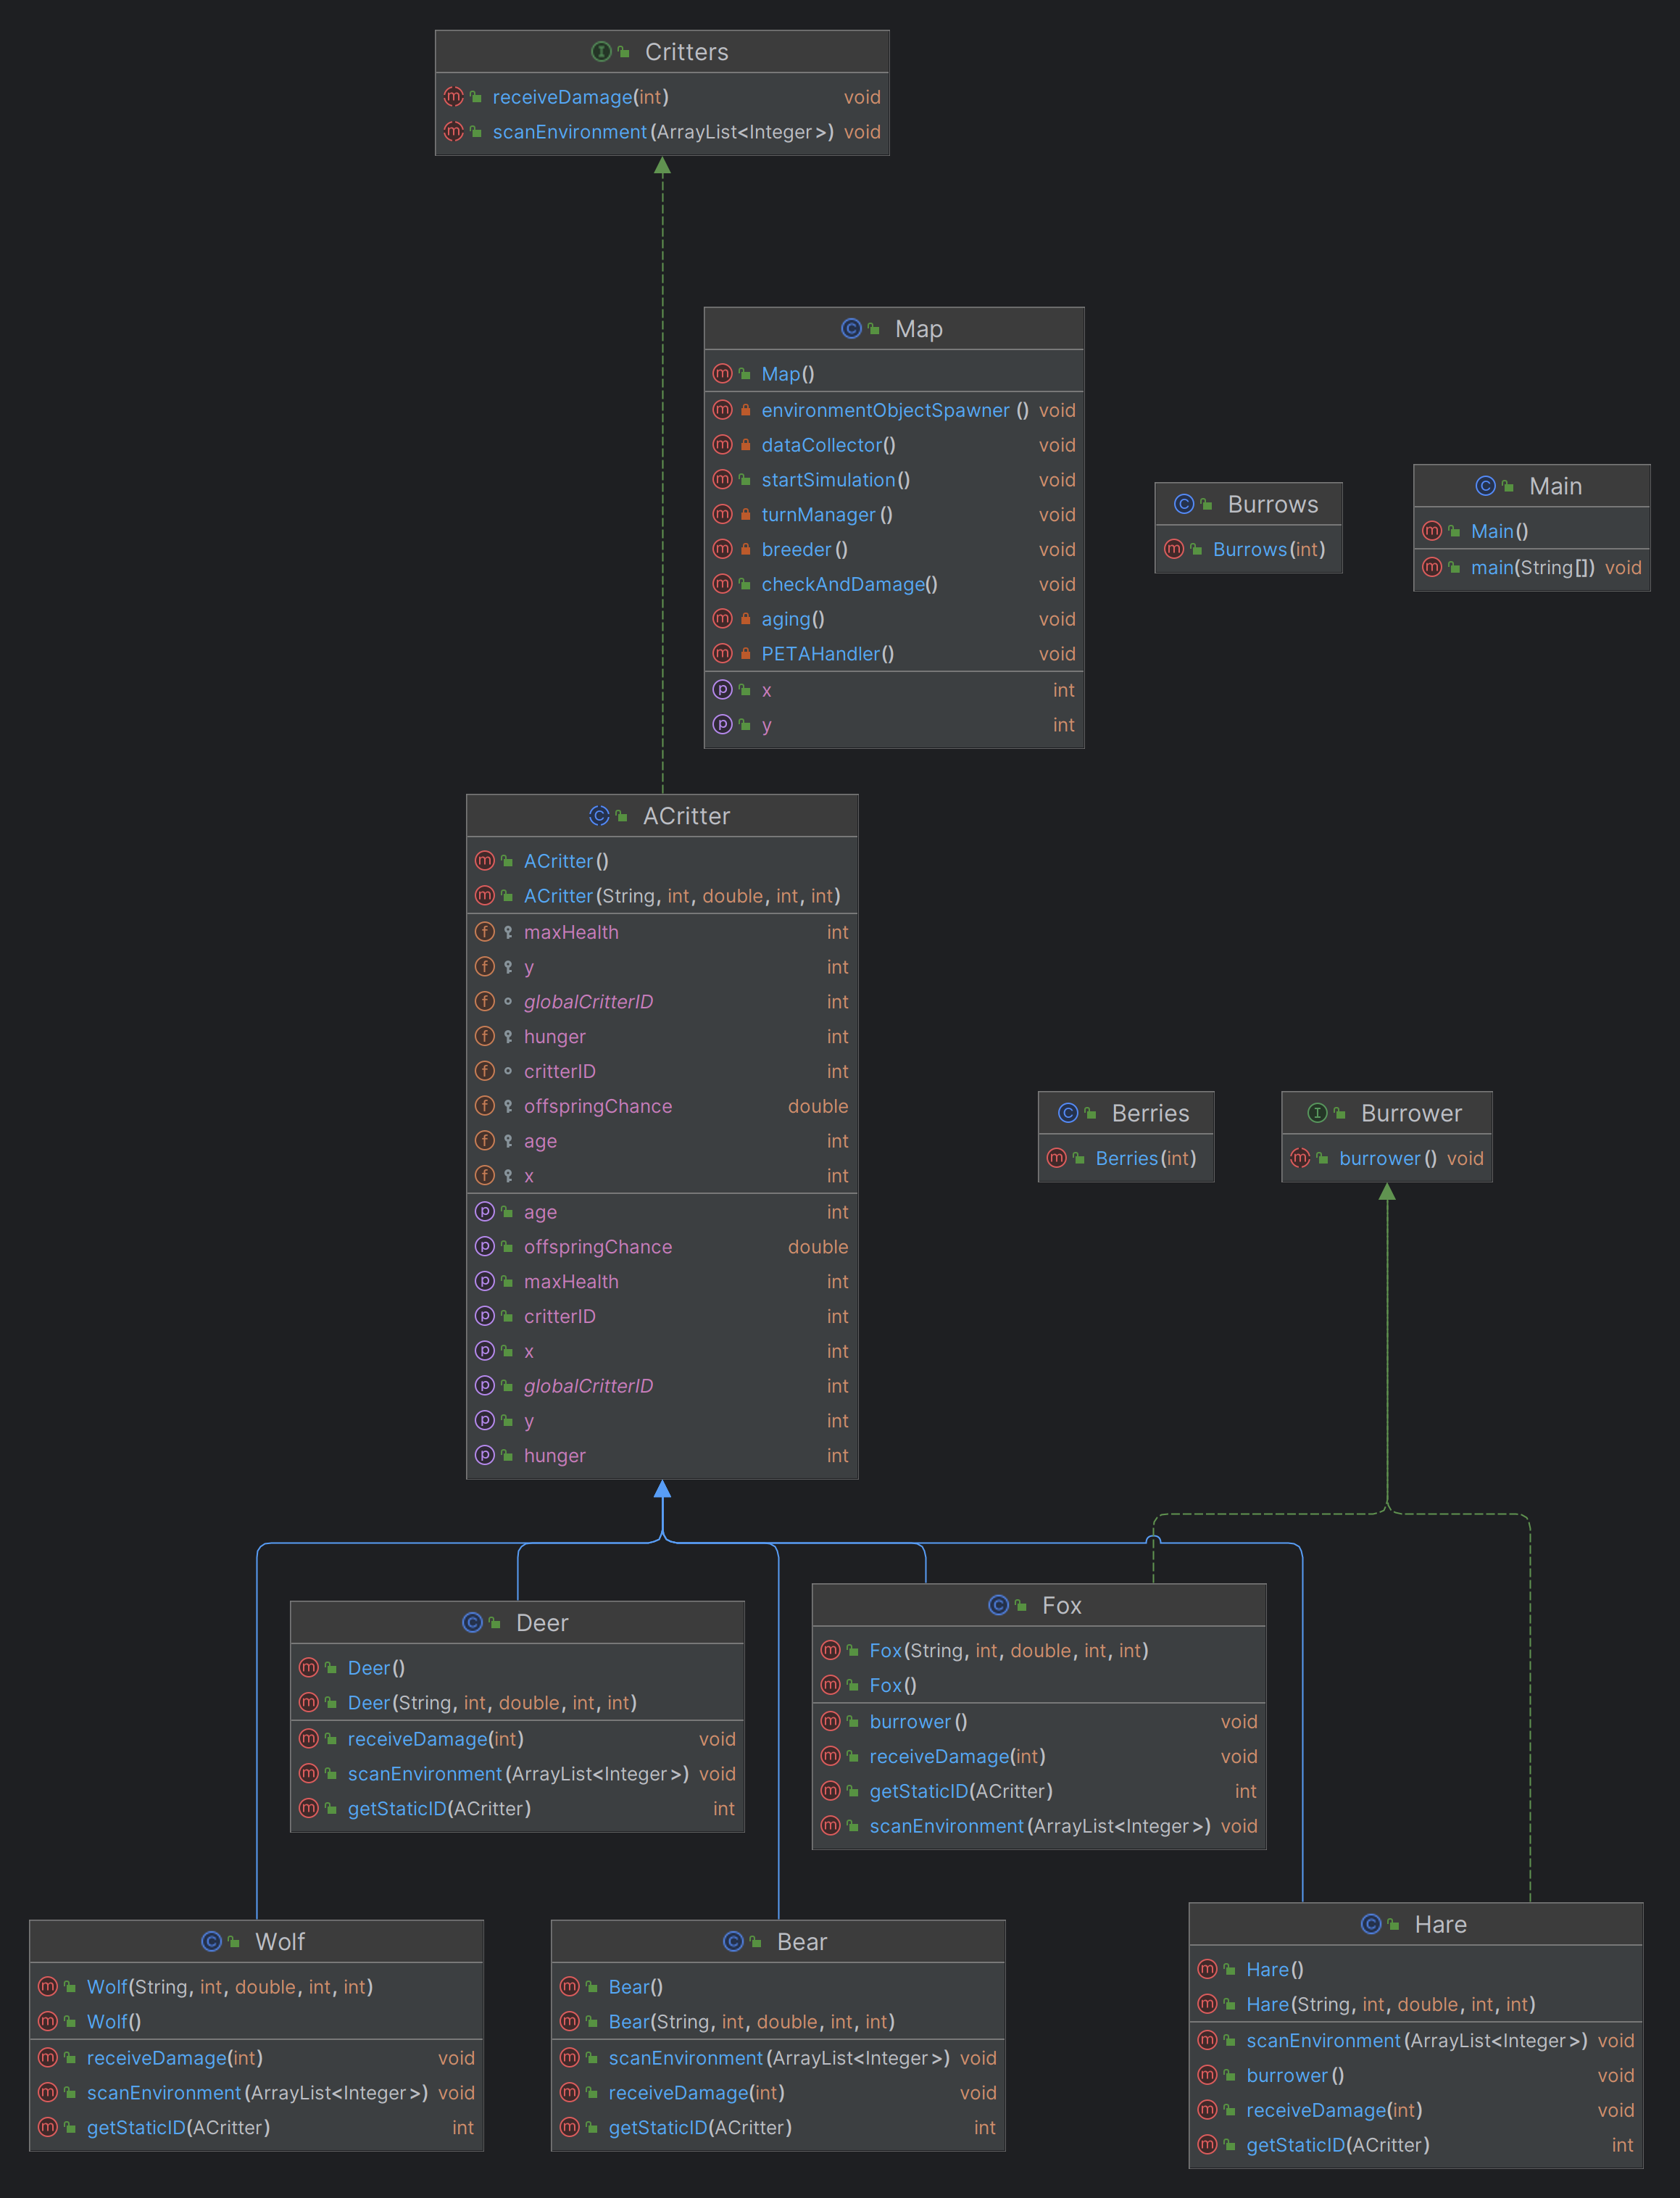 Critters
receiveDamage(int) void
scanEnvironment(ArrayList<Integer>) void
Map
Map()
environmentObjectSpawner() void
dataCollector() void
startSimulation() void
turnManager() void
breeder() void
checkAndDamage() void
aging() void
PETAHandler() void
x int
y int
Burrows
Burrows(int)
Main
Main()
main(String[]) void
ACritter
ACritter()
ACritter(String, int, double, int, int)
maxHealth int
y int
globalCritterID int
hunger int
critterID int
offspringChance double
age int
x int
age int
offspringChance double
maxHealth int
critterID int
x int
globalCritterID int
y int
hunger int
Berries
Berries(int)
Burrower
burrower() void
Deer
Deer()
Deer(String, int, double, int, int)
receiveDamage(int) void
scanEnvironment(ArrayList<Integer>) void
getStaticID(ACritter) int
Fox
Fox(String, int, double, int, int)
Fox()
burrower() void
receiveDamage(int) void
getStaticID(ACritter) int
scanEnvironment(ArrayList<Integer>) void
Wolf
Wolf(String, int, double, int, int)
Wolf()
receiveDamage(int) void
scanEnvironment(ArrayList<Integer>) void
getStaticID(ACritter) int
Bear
Bear()
Bear(String, int, double, int, int)
scanEnvironment(ArrayList<Integer>) void
receiveDamage(int) void
getStaticID(ACritter) int
Hare
Hare()
Hare(String, int, double, int, int)
scanEnvironment(ArrayList<Integer>) void
burrower() void
receiveDamage(int) void
getStaticID(ACritter) int